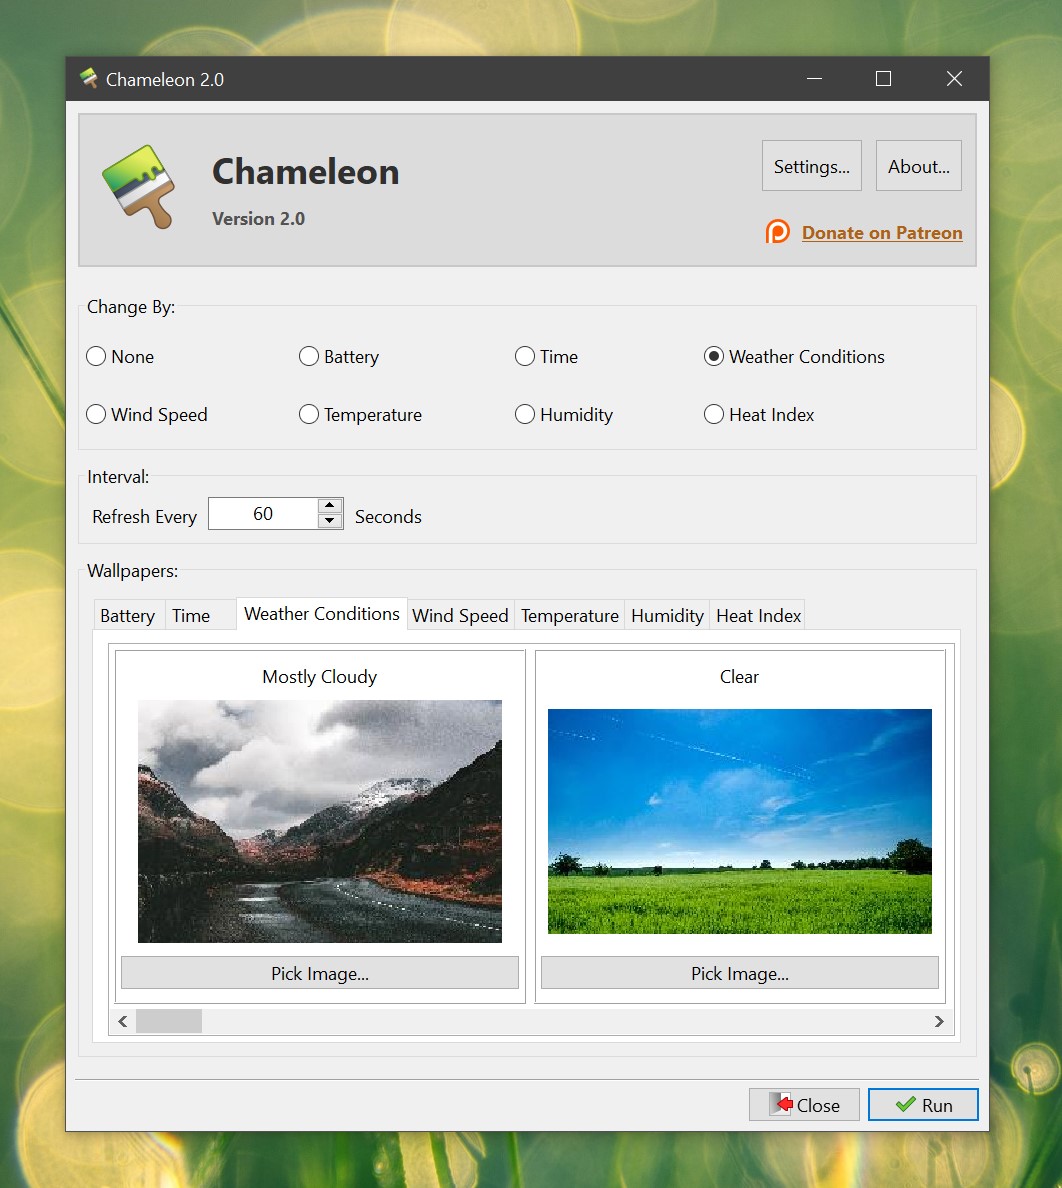 Chameleon 2.0
Chameleon
Version 2.0
Settings...
About...
Donate on Patreon
Change By:
None
Battery
Time
Weather Conditions
Wind Speed
Temperature
Humidity
Heat Index
Interval:
Refresh Every 60 Seconds
Wallpapers:
Battery Time Weather Conditions Wind Speed Temperature Humidity Heat Index
Mostly Cloudy
Clear
Pick Image...
Pick Image...
Close
Run